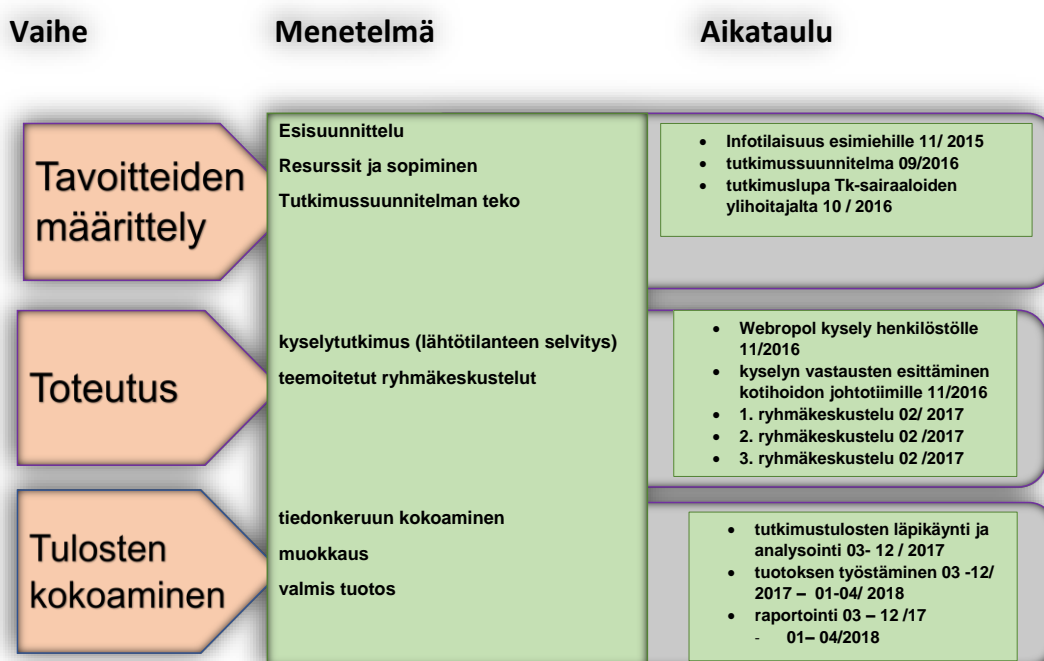 Vaihe Menetelmä Aikataulu
Tavoitteiden
määrittely
Esisuunnittelu
Resurssit ja sopiminen
Tutkimussuunnitelman teko
• Infotilaisuus esimiehille 11/ 2015
• tutkimussuunnitelma 09/2016
• tutkimuslupa Tk-sairaaloiden
ylihoitajalta 10 / 2016
Toteutus
kyselytutkimus (lähtötilanteen selvitys)
teemoitetut ryhmäkeskustelut
• Webropol kysely henkilöstölle
11/2016
• kyselyn vastausten esittäminen
kotihoidon johtotiimille 11/2016
• 1. ryhmäkeskustelu 02/ 2017
• 2. ryhmäkeskustelu 02 /2017
• 3. ryhmäkeskustelu 02 /2017
Tulosten
kokoaminen
tiedonkeruun kokoaminen
muokkaus
valmis tuotos
• tutkimustulosten läpikäynti ja
analysointi 03- 12 / 2017
• tuotoksen työstäminen 03 -12/
2017 – 01-04/ 2018
• raportointi 03 – 12 /17
- 01– 04/2018